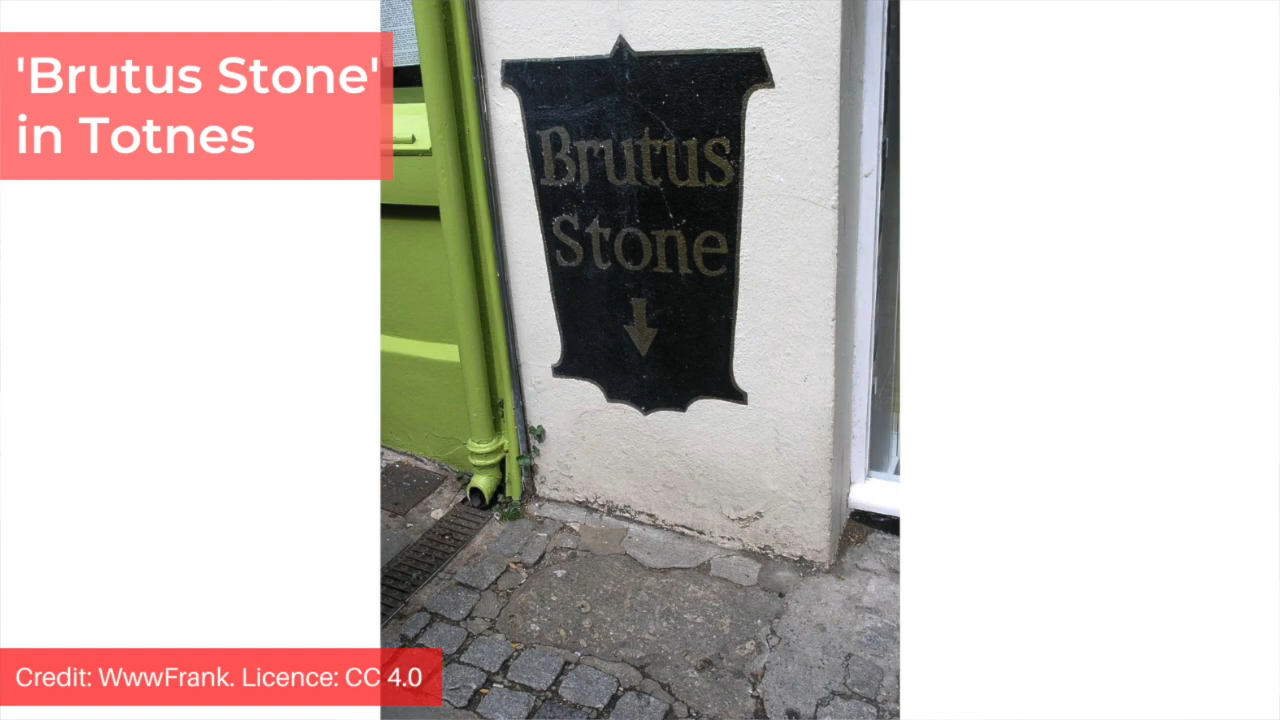 'Brutus Stone'
in Totnes
Brutus
Stone
Credit: WwwFrank. Licence: CC 4.0